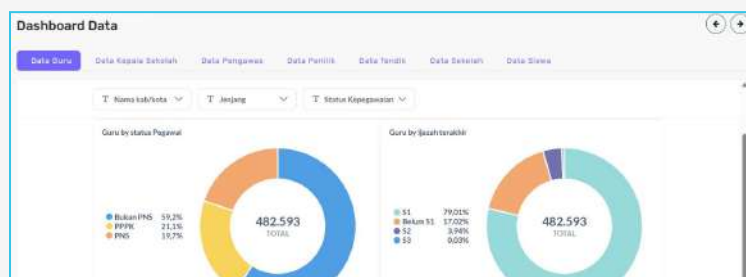 Dashboard Data
Data Guru
Data Kepala Sekolah
Data Pengawas
Data Penilik
Data Tendik
Data Sekolah
Data Siswa
T Nama kab/kota
T Jenjang
T Status Kepegawaian
Guru by status Pegawai
Bukan PNS 59,2%
PPPK 21,1%
PNS 19,7%
482.593
TOTAL
Guru by Ijazah terakhir
S1 79,01%
Belum S1 17,02%
S2 3,94%
S3 0,03%
482.593
TOTAL